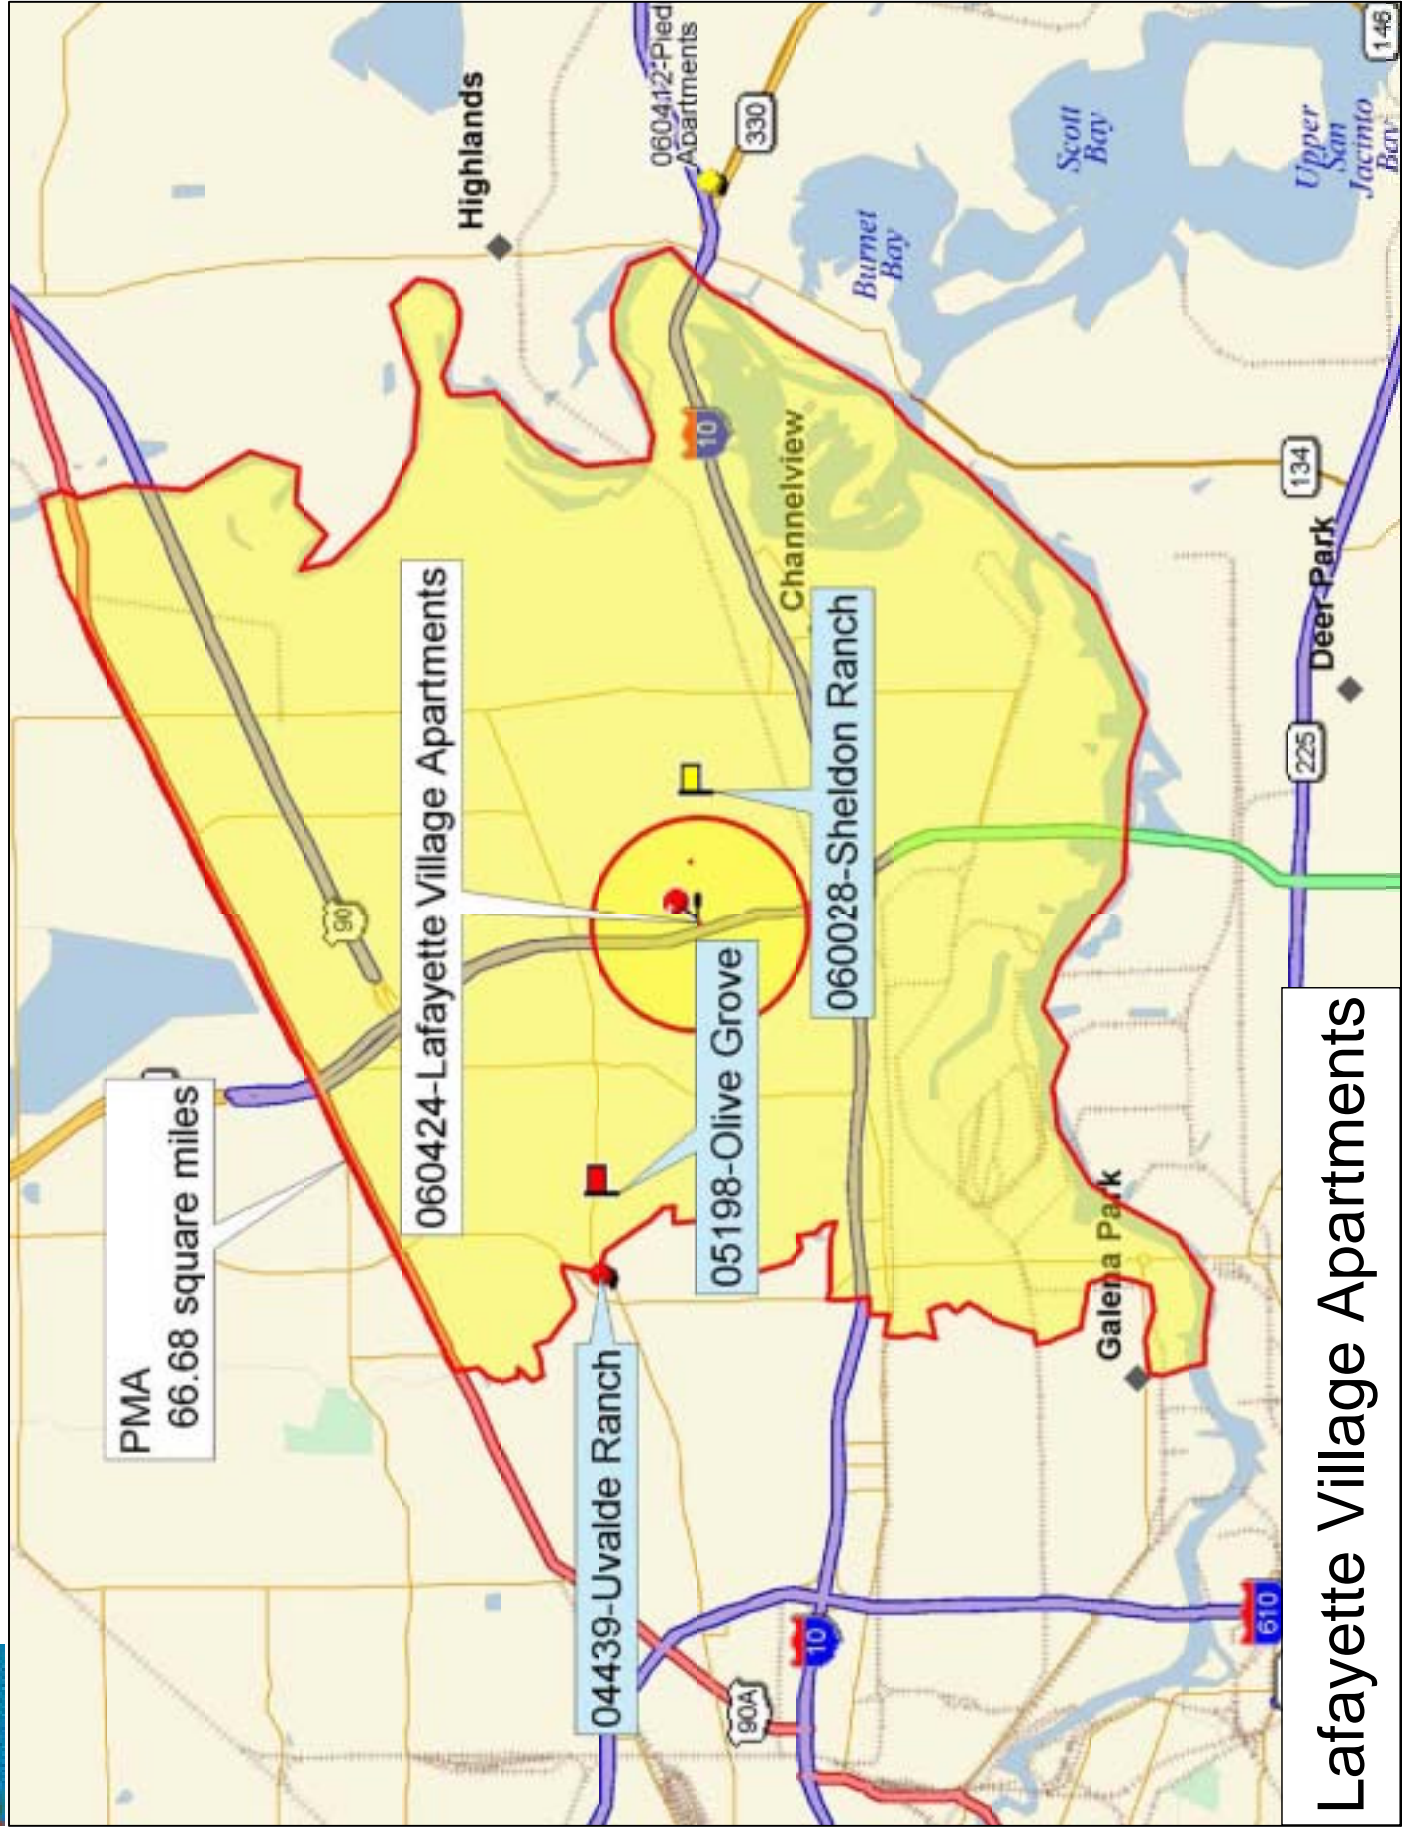 Highlands
060412-Pied
Apartments
330
Scott
Bay
Upper
San
Jacinto
Bay
146
Burnet
Bay
10
Channelview
134
Deer Park
225
90
060424-Lafayette Village Apartments
060028-Sheldon Ranch
05198-Olive Grove
PMA
66.68 square miles
04439-Uvalde Ranch
Galena Park
90A
10
610
Lafayette Village Apartments